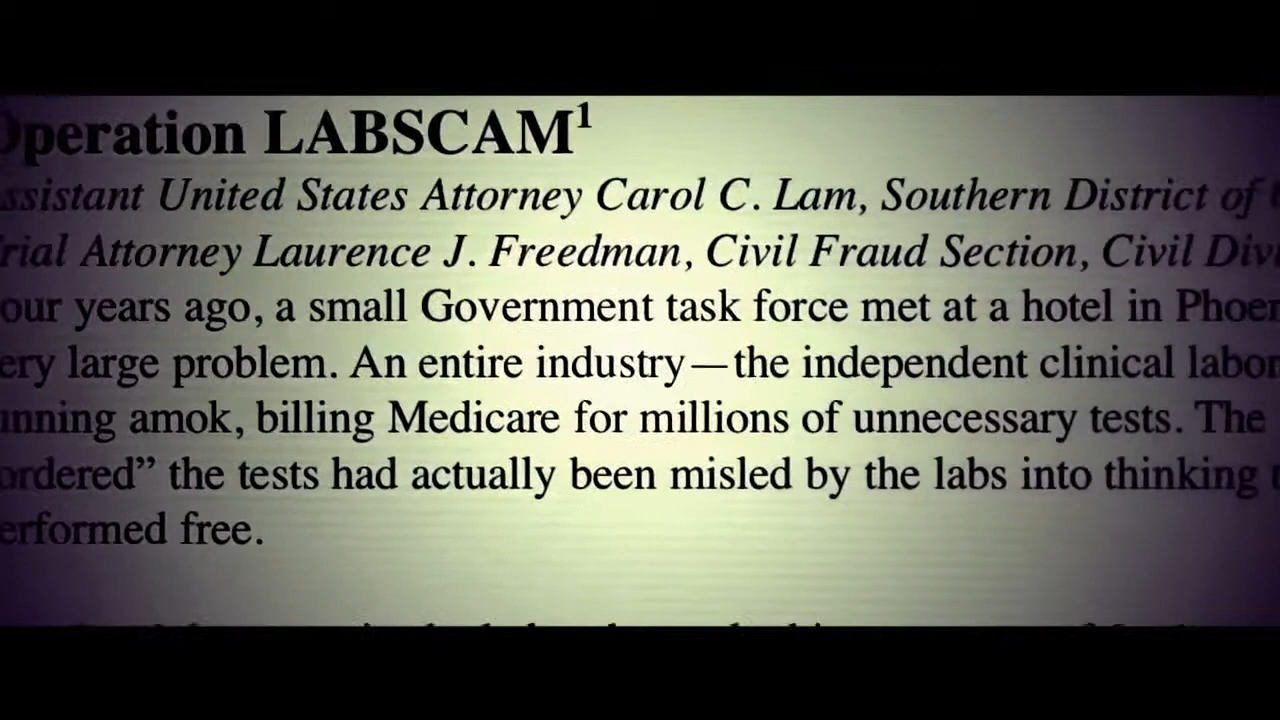 Operation LABSCAM¹
ssistant United States Attorney Carol C. Lam, Southern District of
rial Attorney Laurence J. Freedman, Civil Fraud Section, Civil Div
our years ago, a small Government task force met at a hotel in Phoe
ery large problem. An entire industry—the independent clinical labo
nning amok, billing Medicare for millions of unnecessary tests. The
ordered” the tests had actually been misled by the labs into thinking
erformed free.